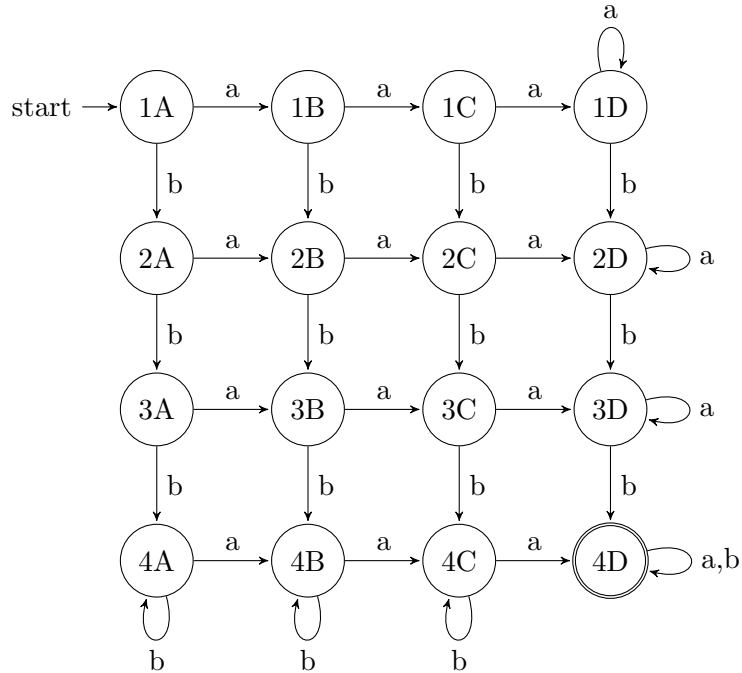 a
start 1A a 1B a 1C a 1D
b b b b
2A a 2B a 2C a 2D a
b b b b
3A a 3B a 3C a 3D a
b b b b
4A a 4B a 4C a 4D a,b
b b b